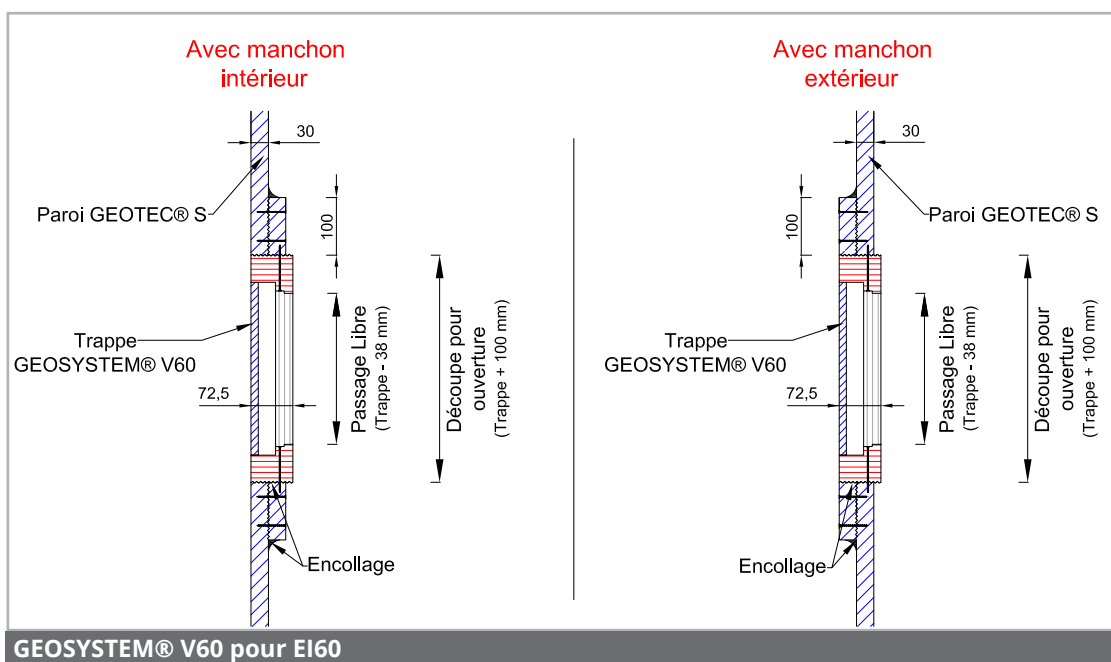 Avec manchon
intérieur
30
Paroi GEOTEC® S
100
Trappe
GEOSYSTEM® V60
72,5
Passage Libre
(Trappe - 38 mm)
Découpe pour
ouverture
(Trappe + 100 mm)
Encollage
Avec manchon
extérieur
30
Paroi GEOTEC® S
100
Trappe
GEOSYSTEM® V60
72,5
Passage Libre
(Trappe - 38 mm)
Découpe pour
ouverture
(Trappe + 100 mm)
Encollage
GEOSYSTEM® V60 pour EI60